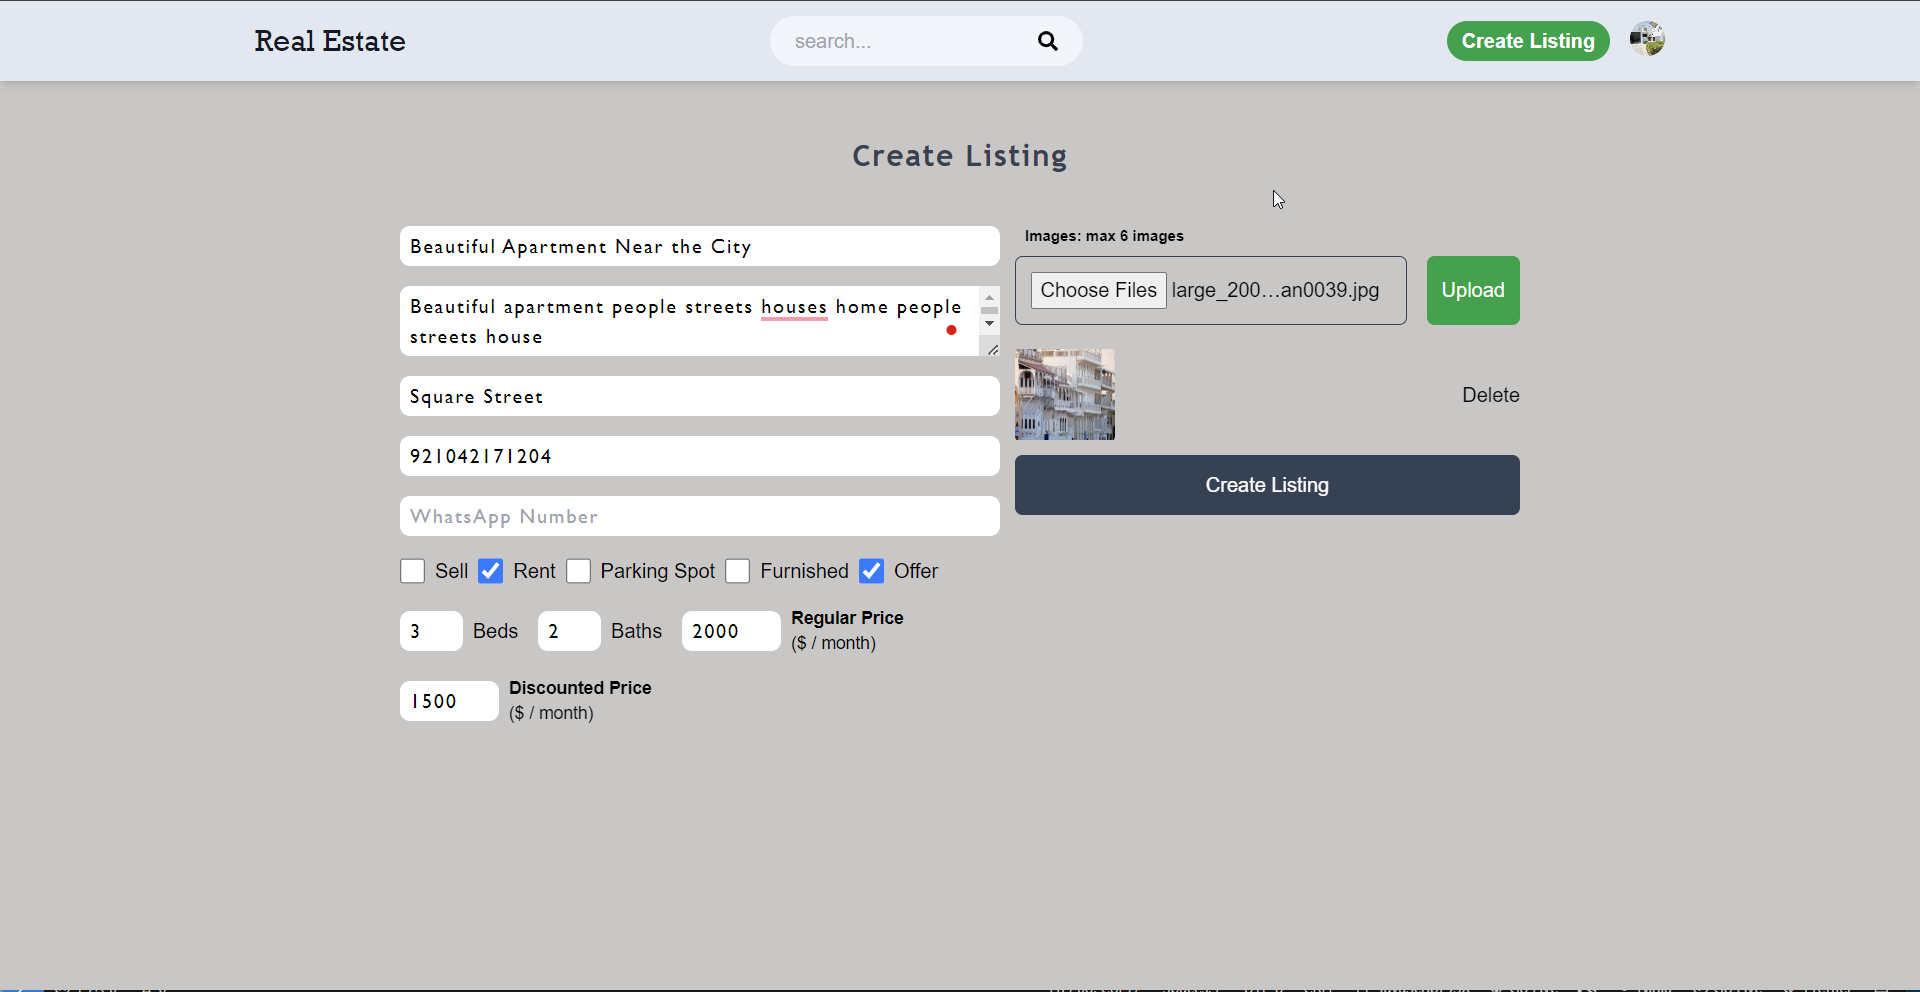 Real Estate
search...
Create Listing
Create Listing
Beautiful Apartment Near the City
Beautiful apartment people streets houses home people
streets house
Square Street
921042171204
WhatsApp Number
Sell Rent Parking Spot Furnished Offer
3 Beds 2 Baths 2000 Regular Price
($ / month)
1500 Discounted Price
($ / month)
Images: max 6 images
Choose Files large_200...an0039.jpg Upload
Delete
Create Listing